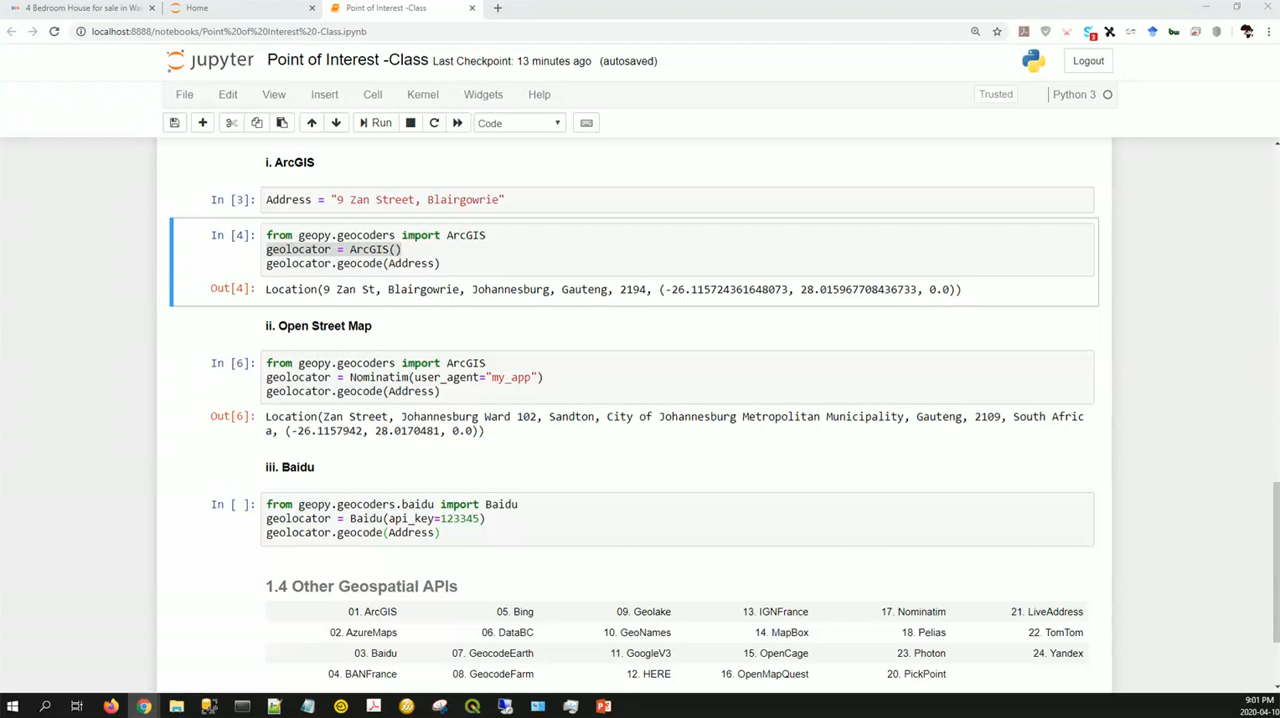 4 Bedroom House for sale in Wa
Home
Point of Interest -Class
localhost:8888/notebooks/Point%20of%20Interest%20-Class.ipynb
jupyter Point of Interest -Class Last Checkpoint: 13 minutes ago (autosaved)
Logout
File Edit View Insert Cell Kernel Widgets Help
Trusted
Python 3
Run
Code
i. ArcGIS
In [3]: Address = "9 Zan Street, Blairgowrie"
In [4]: from geopy.geocoders import ArcGIS
geolocator = ArcGIS()
geolocator.geocode(Address)
Out[4]: Location(9 Zan St, Blairgowrie, Johannesburg, Gauteng, 2194, (-26.115724361648073, 28.015967708436733, 0.0))
ii. Open Street Map
In [6]: from geopy.geocoders import ArcGIS
geolocator = Nominatim(user_agent="my_app")
geolocator.geocode(Address)
Out[6]: Location(Zan Street, Johannesburg Ward 102, Sandton, City of Johannesburg Metropolitan Municipality, Gauteng, 2109, South Afric
a, (-26.1157942, 28.0170481, 0.0))
iii. Baidu
In [ ]: from geopy.geocoders.baidu import Baidu
geolocator = Baidu(api_key=123345)
geolocator.geocode(Address)
1.4 Other Geospatial APIs
01. ArcGIS 05. Bing 09. Geolake 13. IGNFrance 17. Nominatim 21. LiveAddress
02. AzureMaps 06. DataBC 10. GeoNames 14. MapBox 18. Pelias 22. TomTom
03. Baidu 07. GeocodeEarth 11. GoogleV3 15. OpenCage 23. Photon 24. Yandex
04. BANFrance 08. GeocodeFarm 12. HERE 16. OpenMapQuest 20. PickPoint
9:01 PM
2020-04-10